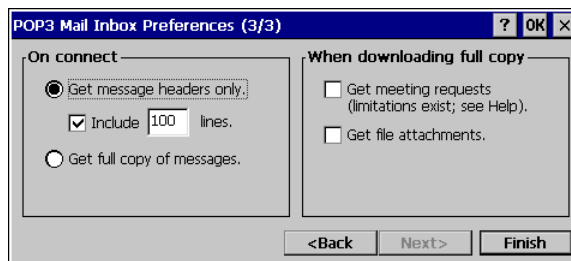 POP3 Mail Inbox Preferences (3/3) ? OK ×
On connect
Get message headers only.
Include 100 lines.
Get full copy of messages.
When downloading full copy
Get meeting requests
(limitations exist; see Help).
Get file attachments.
<Back Next> Finish